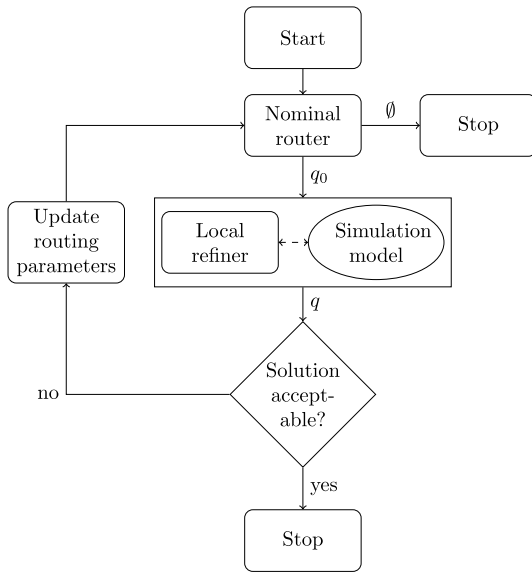 Start
Nominal
router
∅
Stop
q₀
Update
routing
parameters
Local
refiner
Simulation
model
q
Solution
accept-
able?
no
yes
Stop